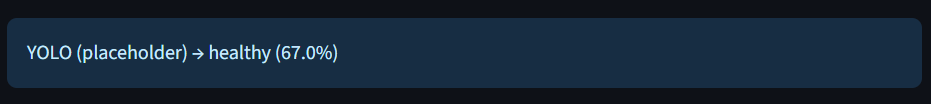 YOLO (placeholder) → healthy (67.0%)